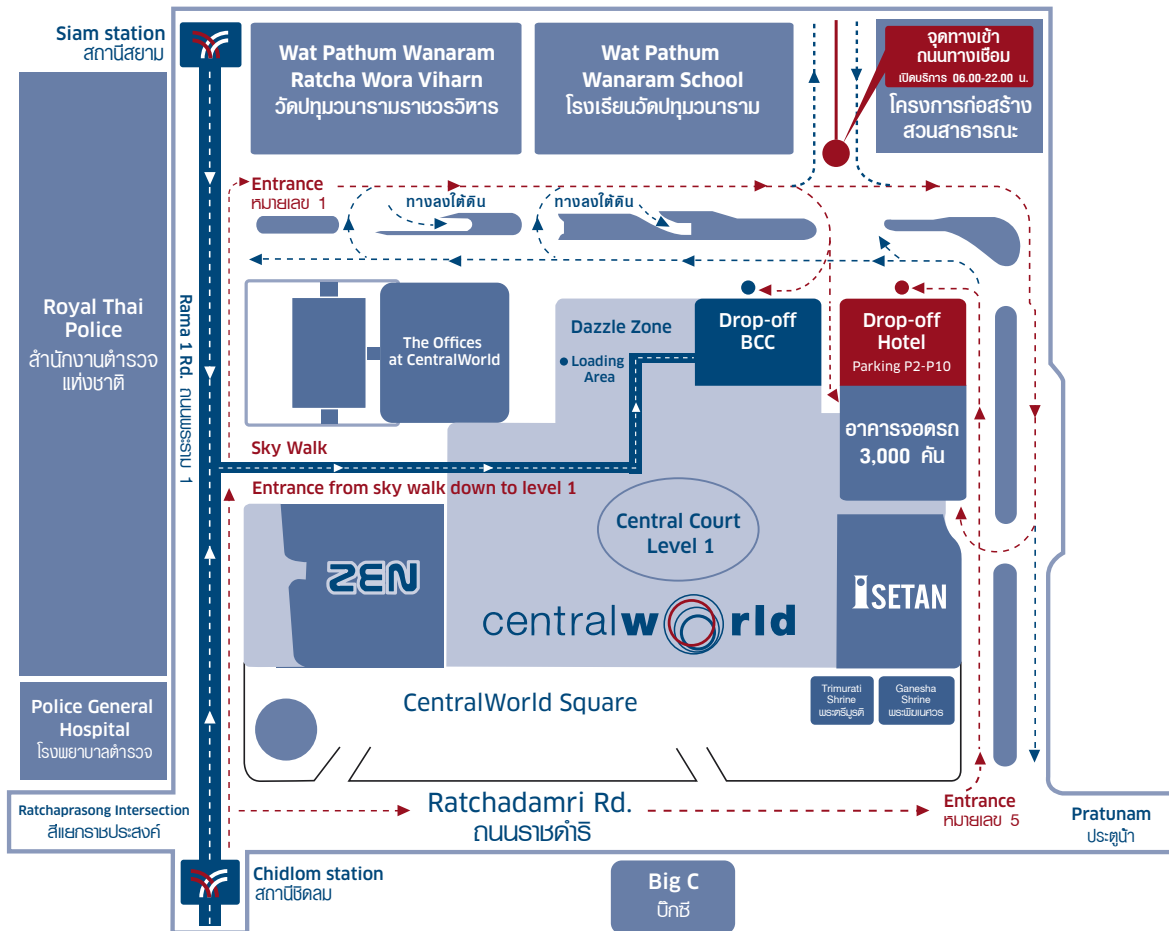 Siam station
สถานีสยาม
Wat Pathum Wanaram
Ratcha Wora Viharn
วัดปทุมวนารามราชวรวิหาร
Wat Pathum
Wanaram School
โรงเรียนวัดปทุมวนาราม
จุดทางเข้า
ถนนทางเชื่อม
เปิดบริการ 06.00-22.00 น.
โครงการก่อสร้าง
สวนสาธารณะ
Entrance
หมายเลข 1
ทางลงใต้ดิน
ทางลงใต้ดิน
Royal Thai
Police
สำนักงานตำรวจ
แห่งชาติ
Rama 1 Rd. ถนนพระราม 1
The Offices
at CentralWorld
Dazzle Zone
Loading
Area
Drop-off
BCC
Drop-off
Hotel
Parking P2-P10
อาคารจอดรถ
3,000 คัน
Sky Walk
Entrance from sky walk down to level 1
Central Court
Level 1
ZEN
ISETAN
centralworld
CentralWorld Square
Trimurati
Shrine
พระตรีมูรติ
Ganesha
Shrine
พระพิฆเนศวร
Police General
Hospital
โรงพยาบาลตำรวจ
Ratchaprasong Intersection
สี่แยกราชประสงค์
Ratchadamri Rd.
ถนนราชดำริ
Entrance
หมายเลข 5
Pratunam
ประตูน้ำ
Chidlom station
สถานีชิดลม
Big C
บิ๊กซี